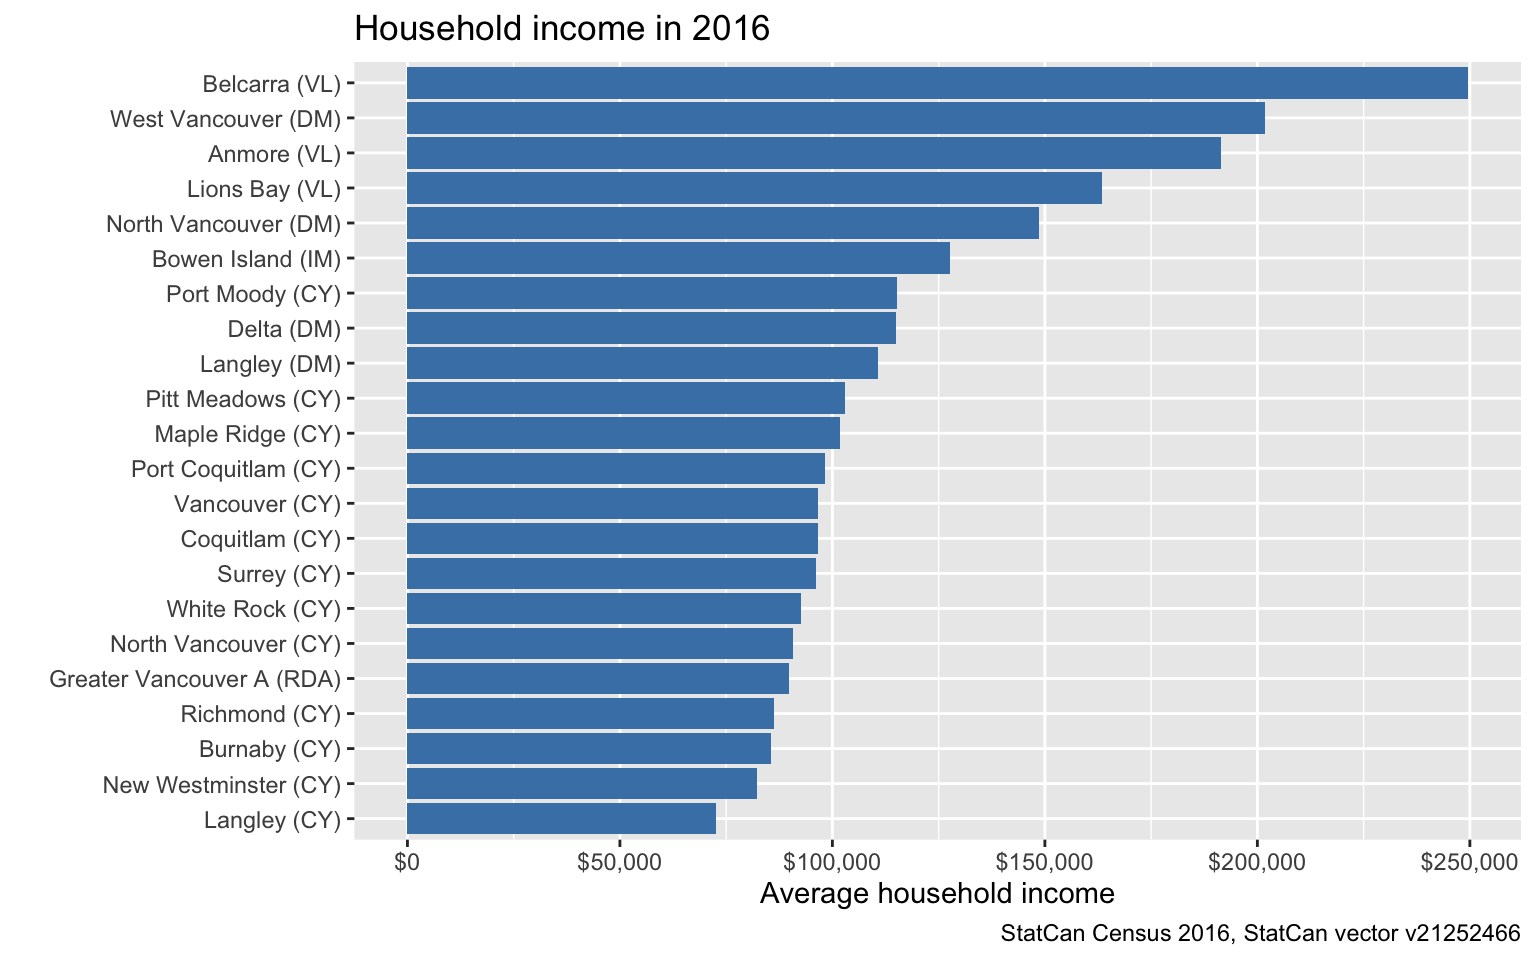 Household income in 2016
Belcarra (VL)
West Vancouver (DM)
Anmore (VL)
Lions Bay (VL)
North Vancouver (DM)
Bowen Island (IM)
Port Moody (CY)
Delta (DM)
Langley (DM)
Pitt Meadows (CY)
Maple Ridge (CY)
Port Coquitlam (CY)
Vancouver (CY)
Coquitlam (CY)
Surrey (CY)
White Rock (CY)
North Vancouver (CY)
Greater Vancouver A (RDA)
Richmond (CY)
Burnaby (CY)
New Westminster (CY)
Langley (CY)
$0 $50,000 $100,000 $150,000 $200,000 $250,000
Average household income
StatCan Census 2016, StatCan vector v21252466